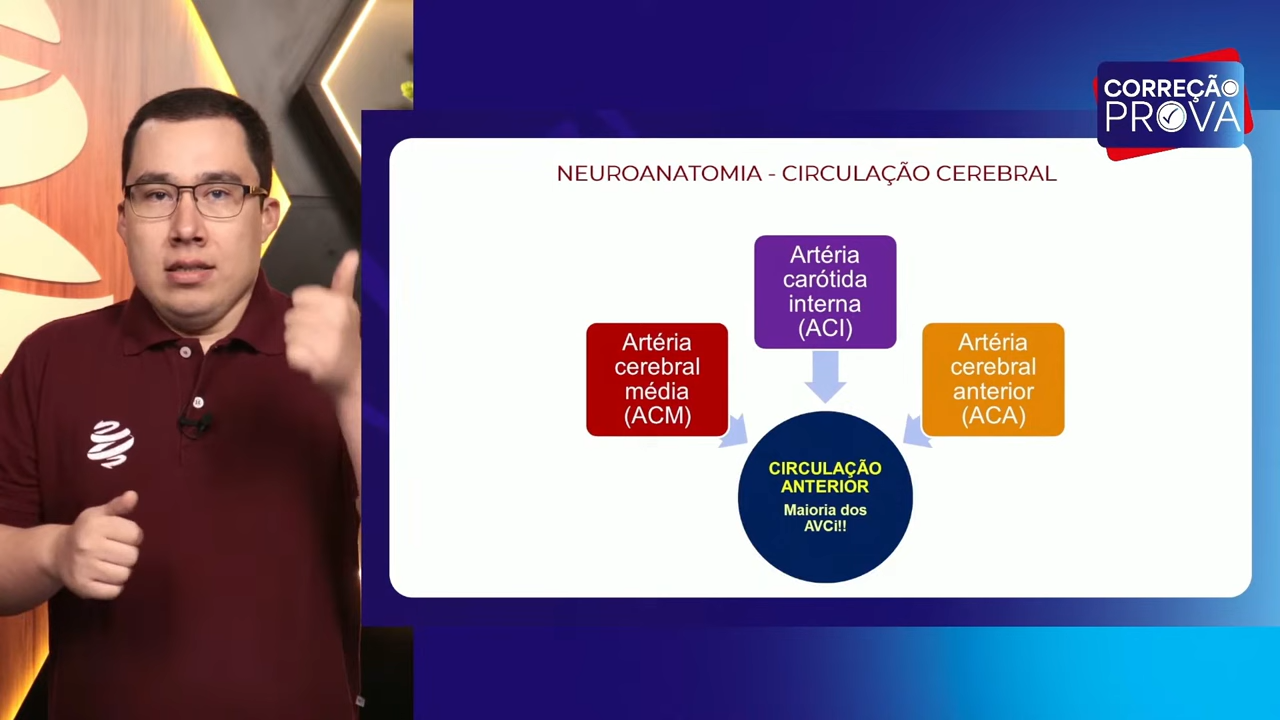 CORREÇÃO
PROVA
NEUROANATOMIA - CIRCULAÇÃO CEREBRAL
Artéria
carótida
interna
(ACI)
Artéria
cerebral
média
(ACM)
Artéria
cerebral
anterior
(ACA)
CIRCULAÇÃO
ANTERIOR
Maioria dos
AVCi!!